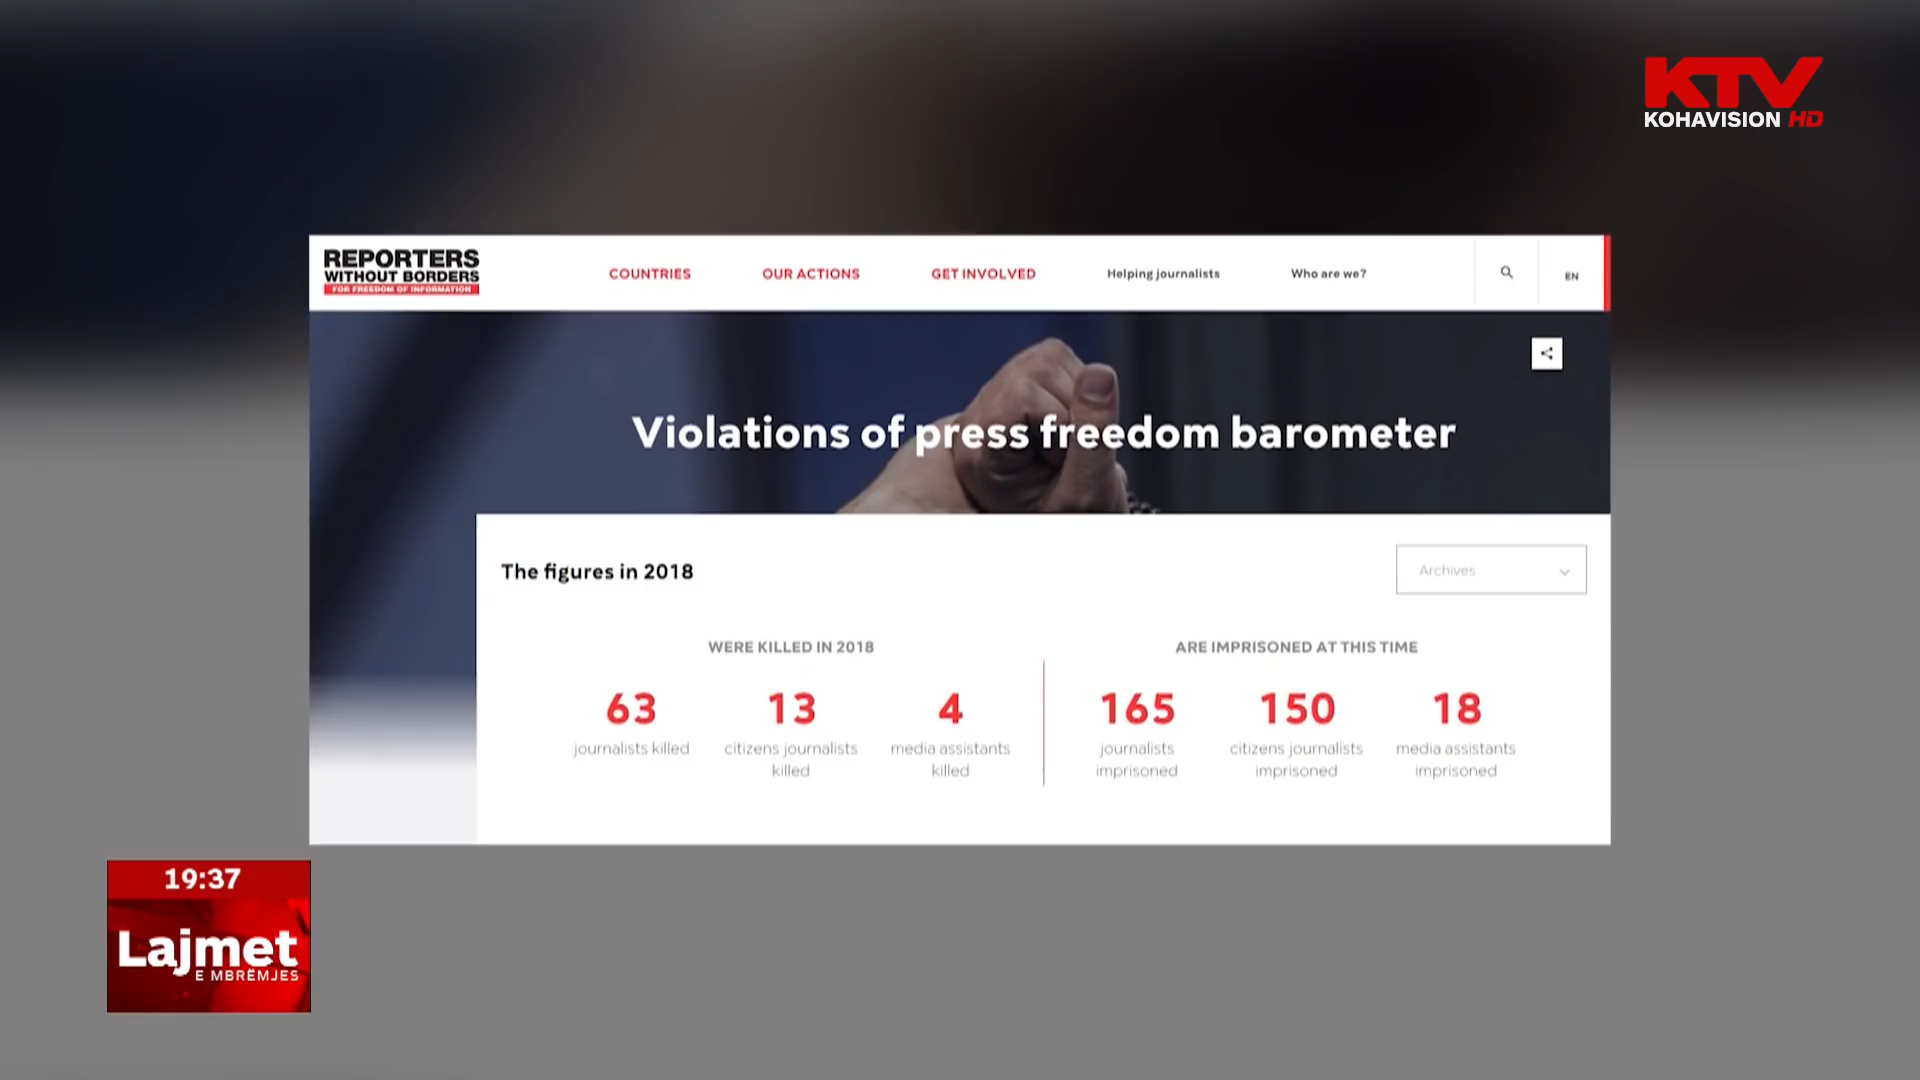 KTV
KOHAVISION HD
REPORTERS
WITHOUT BORDERS
FOR FREEDOM OF INFORMATION
COUNTRIES OUR ACTIONS GET INVOLVED Helping journalists Who are we? EN
Violations of press freedom barometer
The figures in 2018
Archives
WERE KILLED IN 2018
63 13 4
journalists killed citizens journalists media assistants
killed killed
ARE IMPRISONED AT THIS TIME
165 150 18
journalists citizens journalists media assistants
imprisoned imprisoned imprisoned
19:37
Lajmet
E MBRËMJES